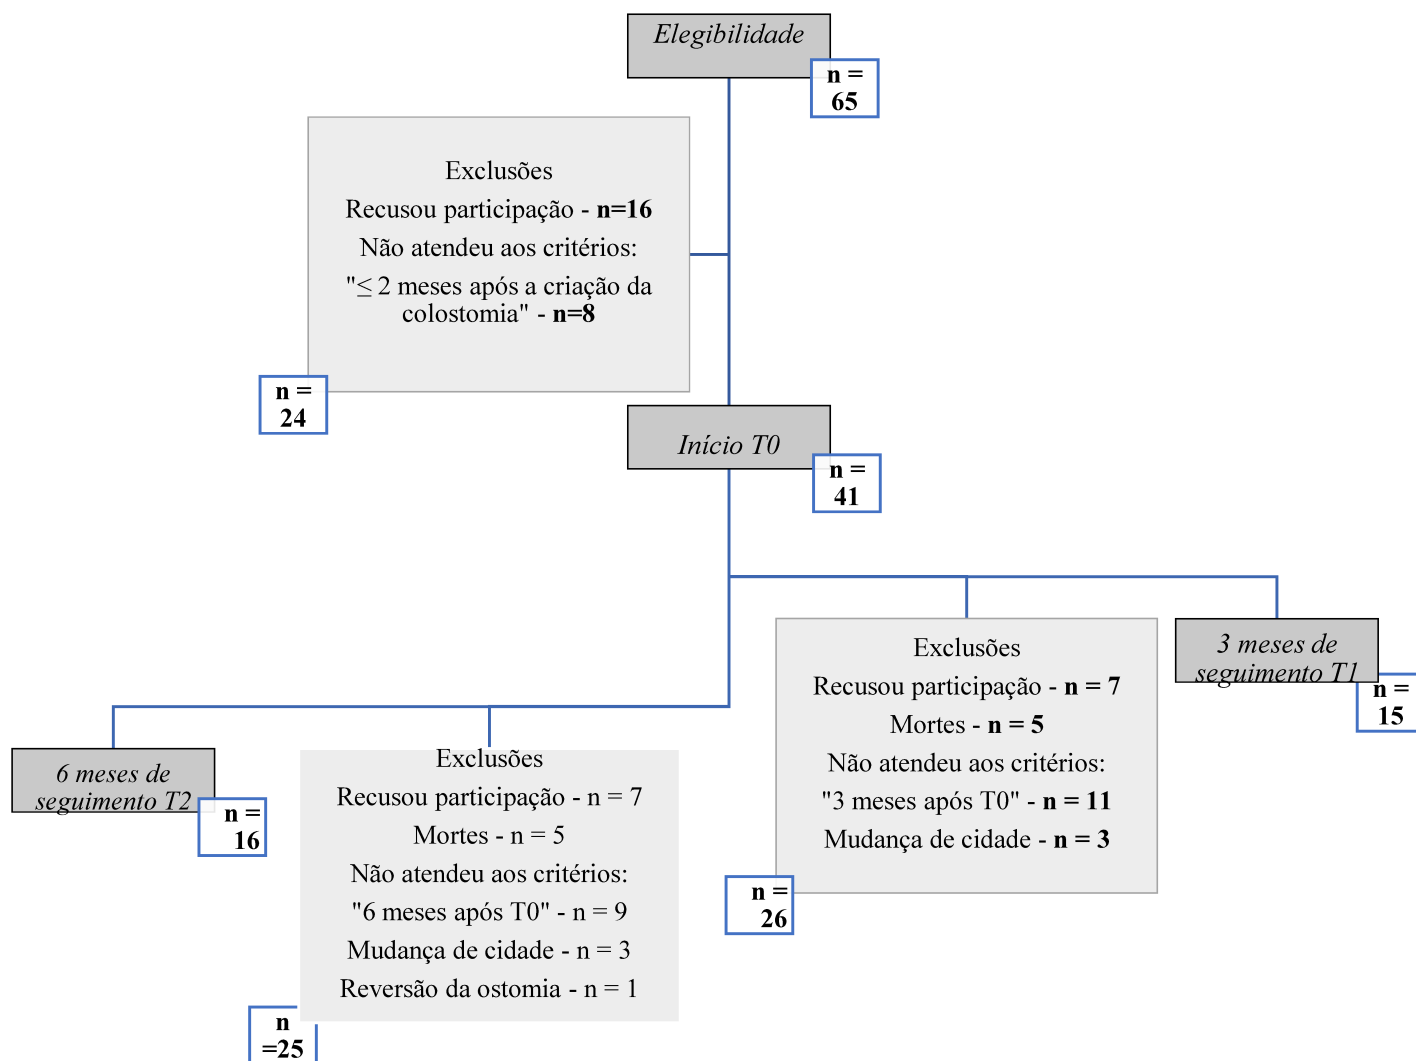 Elegibilidade
n =
65
Exclusões
Recusou participação - n=16
Não atendeu aos critérios:
"≤ 2 meses após a criação da
colostomia" - n=8
n =
24
Início T0
n =
41
Exclusões
Recusou participação - n = 7
Mortes - n = 5
Não atendeu aos critérios:
"3 meses após T0" - n = 11
Mudança de cidade - n = 3
n =
26
3 meses de
seguimento T1
n =
15
6 meses de
seguimento T2
n =
16
Exclusões
Recusou participação - n = 7
Mortes - n = 5
Não atendeu aos critérios:
"6 meses após T0" - n = 9
Mudança de cidade - n = 3
Reversão da ostomia - n = 1
n
=25